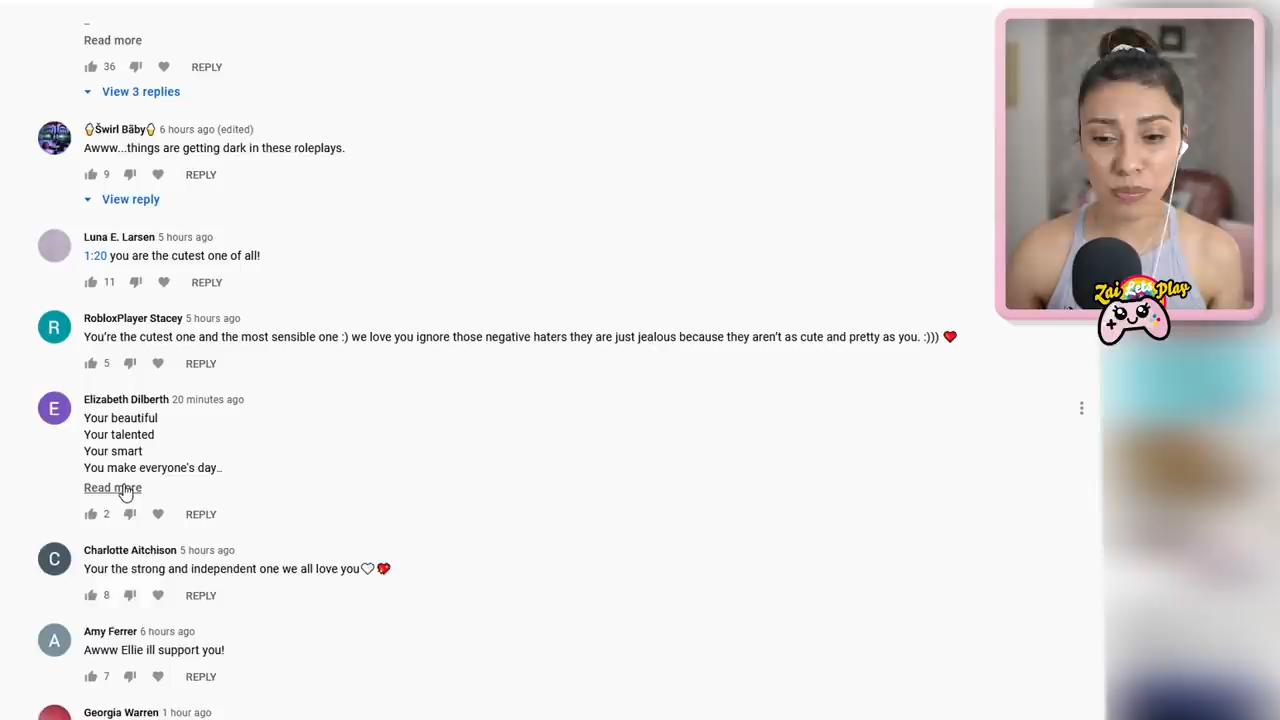 Read more
36 REPLY
View 3 replies
Šwirl Bãby 6 hours ago (edited)
Awww...things are getting dark in these roleplays.
9 REPLY
View reply
Luna E. Larsen 5 hours ago
1:20 you are the cutest one of all!
11 REPLY
R
RobloxPlayer Stacey 5 hours ago
You're the cutest one and the most sensible one :) we love you ignore those negative haters they are just jealous because they aren't as cute and pretty as you. :))) ❤️
5 REPLY
E
Elizabeth Dilberth 20 minutes ago
Your beautiful
Your talented
Your smart
You make everyone's day...
Read more
2 REPLY
C
Charlotte Aitchison 5 hours ago
Your the strong and independent one we all love you♡💖
8 REPLY
A
Amy Ferrer 6 hours ago
Awww Ellie ill support you!
7 REPLY
Georgia Warren 1 hour ago
Zai Lets Play